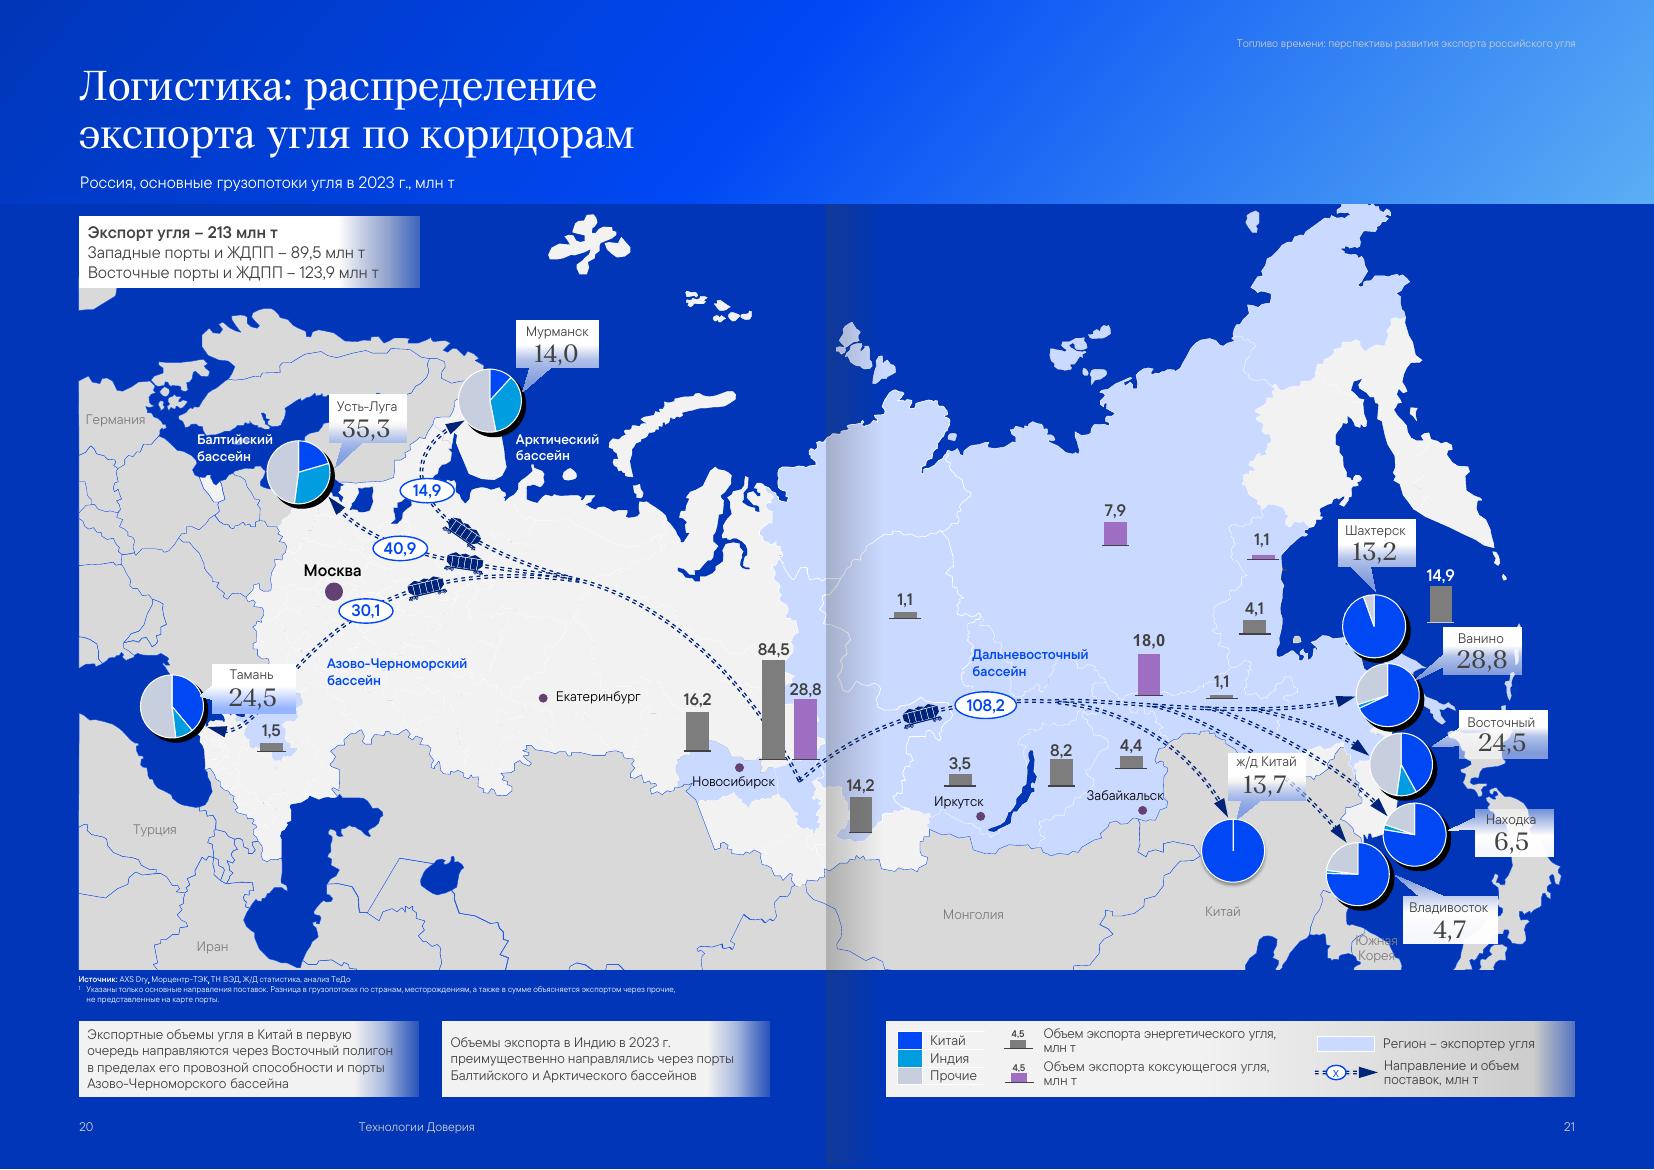 Топливо времени: перспективы развития экспорта российского угля
Логистика: распределение
экспорта угля по коридорам
Россия, основные грузопотоки угля в 2023 г., млн т
Экспорт угля – 213 млн т
Западные порты и ЖДПП – 89,5 млн т
Восточные порты и ЖДПП – 123,9 млн т
Мурманск
14,0
Усть-Луга
35,3
Германия
Балтийский
бассейн
Арктический
бассейн
14,9
40,9
Москва
30,1
Азово-Черноморский
бассейн
Тамань
24,5
1,5
Екатеринбург
16,2
84,5
28,8
Новосибирск
Турция
Иран
7,9
1,1
1,1
4,1
Шахтерск
13,2
14,9
Ванино
28,8
Дальневосточный
бассейн
18,0
1,1
108,2
Восточный
24,5
14,2
3,5
8,2
4,4
Иркутск
Забайкальск
ж/д Китай
13,7
Находка
6,5
Владивосток
4,7
Монголия
Китай
Южная
Корея
Источник: AXS Dry, Морцентр-ТЭК, ТН ВЭД, Ж/Д статистика, анализ ТеДо
1 Указаны только основные направления поставок. Разница в грузопотоках по странам, месторождениям, а также в сумме объясняется экспортом через прочие,
не представленные на карте порты.
Экспортные объемы угля в Китай в первую
очередь направляются через Восточный полигон
в пределах его провозной способности и порты
Азово-Черноморского бассейна
Объемы экспорта в Индию в 2023 г.
преимущественно направлялись через порты
Балтийского и Арктического бассейнов
Китай
Индия
Прочие
4,5
Объем экспорта энергетического угля,
млн т
4,5
Объем экспорта коксующегося угля,
млн т
Регион – экспортер угля
X
Направление и объем
поставок, млн т
20
Технологии Доверия
21